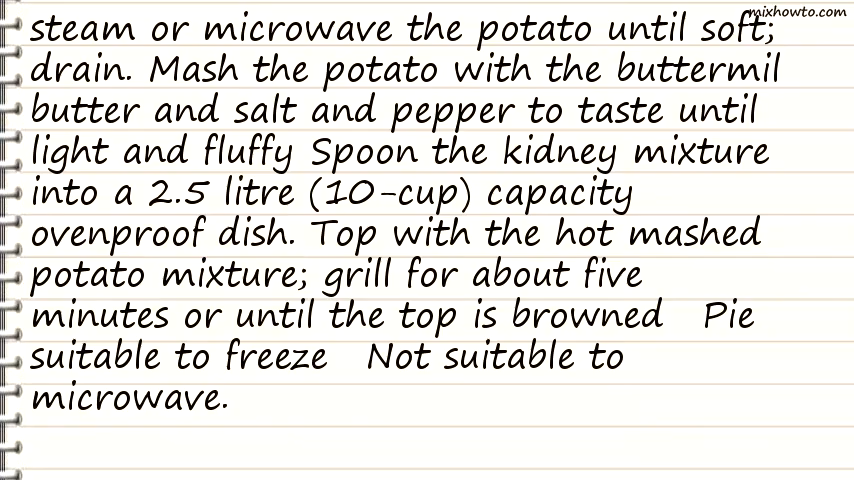 mixhowto.com
steam or microwave the potato until soft;
drain. Mash the potato with the buttermil
butter and salt and pepper to taste until
light and fluffy Spoon the kidney mixture
into a 2.5 litre (10-cup) capacity
ovenproof dish. Top with the hot mashed
potato mixture; grill for about five
minutes or until the top is browned Pie
suitable to freeze Not suitable to
microwave.